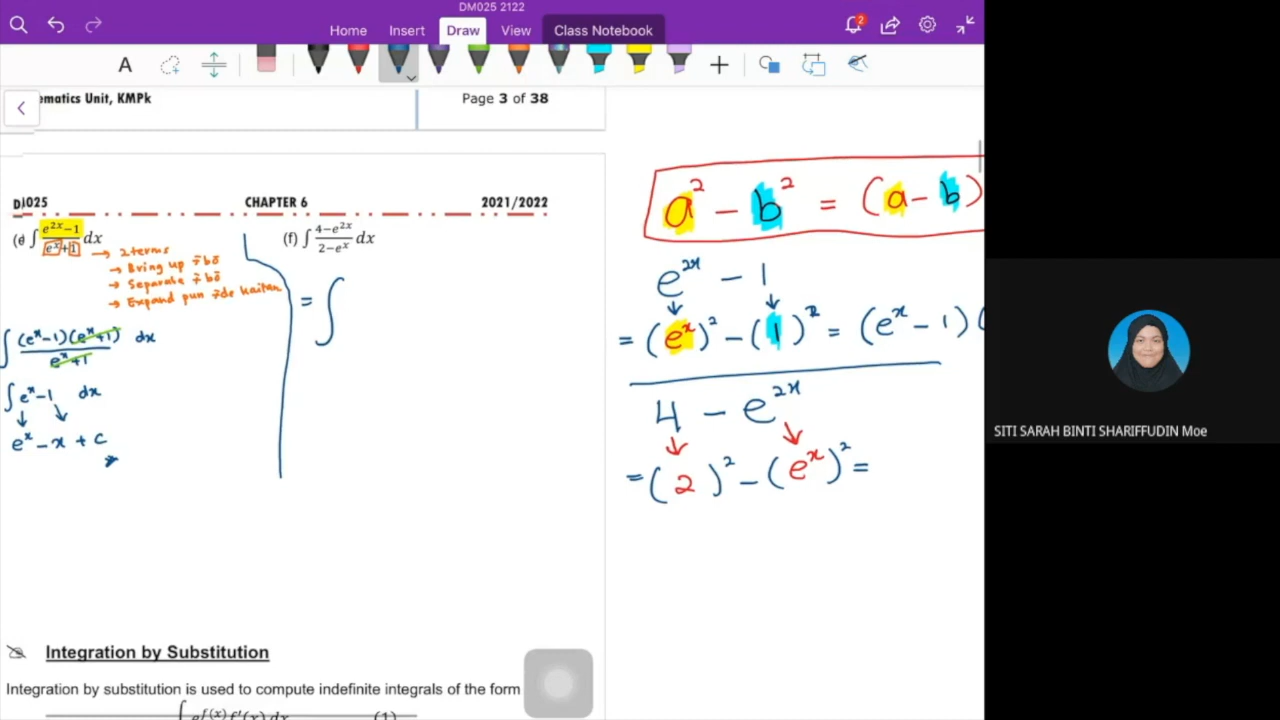 DM025 2122
Home Insert Draw View Class Notebook
2
A
ematics Unit, KMPk
Page 3 of 38
DM025 CHAPTER 6 2021/2022
(e) ∫ (e^{2x}−1)/(e^x+1) dx
→ 2 terms
→ Bring up
→ Separate
→ Expand pun
∫ (e^x−1)(e^x+1)/(e^x+1) dx
∫ e^x−1 dx
e^x − x + c
(f) ∫ (4−e^{2x})/(2−e^x) dx
= ∫
a² − b² = (a−b)
e^{2x} − 1
= (e^x)² − (1)² = (e^x − 1)(
4 − e^{2x}
= (2)² − (e^x)² =
Integration by Substitution
Integration by substitution is used to compute indefinite integrals of the form
∫ e^{f(x)} f'(x) dx (1)
SITI SARAH BINTI SHARIFFUDIN Moe